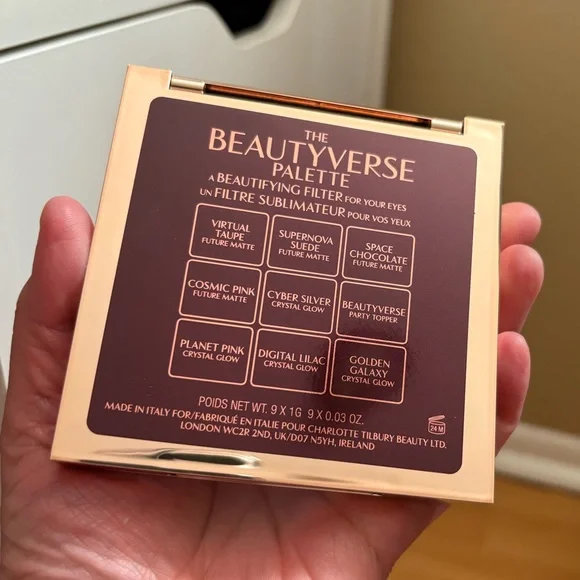 THE
BEAUTYVERSE
PALETTE
A BEAUTIFYING FILTER FOR YOUR EYES
UN FILTRE SUBLIMATEUR POUR VOS YEUX
VIRTUAL
TAUPE
FUTURE MATTE
SUPERNOVA
SUEDE
FUTURE MATTE
SPACE
CHOCOLATE
FUTURE MATTE
COSMIC PINK
FUTURE MATTE
CYBER SILVER
CRYSTAL GLOW
BEAUTYVERSE
PARTY TOPPER
PLANET PINK
CRYSTAL GLOW
DIGITAL LILAC
CRYSTAL GLOW
GOLDEN
GALAXY
CRYSTAL GLOW
POIDS NET WT. 9 X 1G 9 X 0.03 OZ.
MADE IN ITALY FOR/FABRIQUÉ EN ITALIE POUR CHARLOTTE TILBURY BEAUTY LTD.
LONDON WC2R 2ND, UK/D07 N5YH, IRELAND
24 M